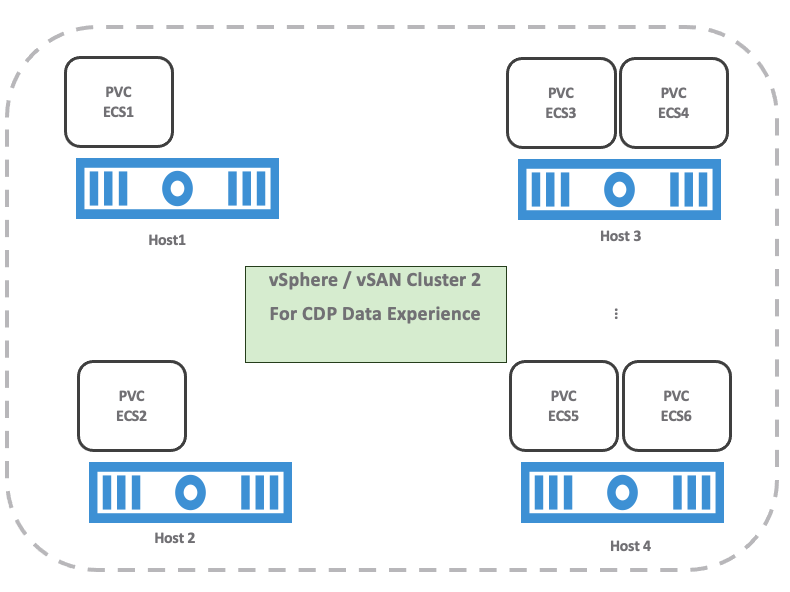 PVC
ECS1
PVC
ECS3
PVC
ECS4
Host1
Host 3
vSphere / vSAN Cluster 2
For CDP Data Experience
...
PVC
ECS2
PVC
ECS5
PVC
ECS6
Host 2
Host 4